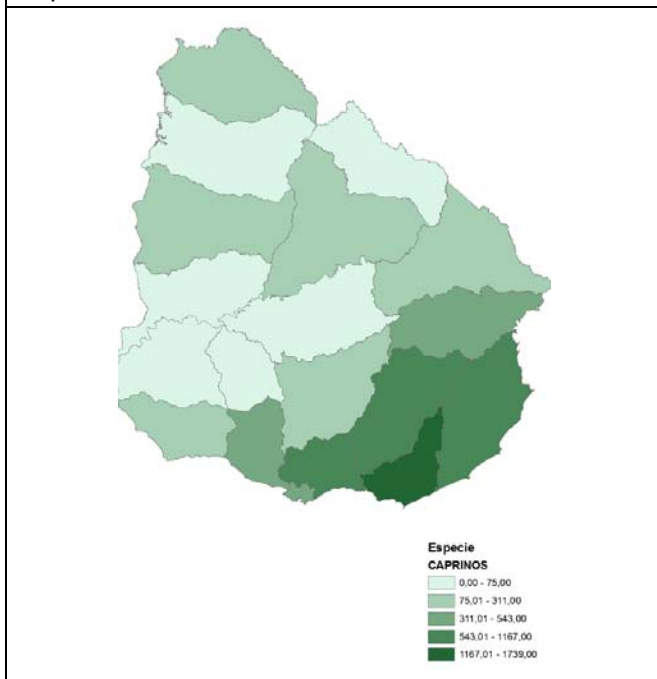 Especie
CAPRINOS
0,00 - 75,00
75,01 - 311,00
311,01 - 543,00
543,01 - 1167,00
1167,01 - 1739,00